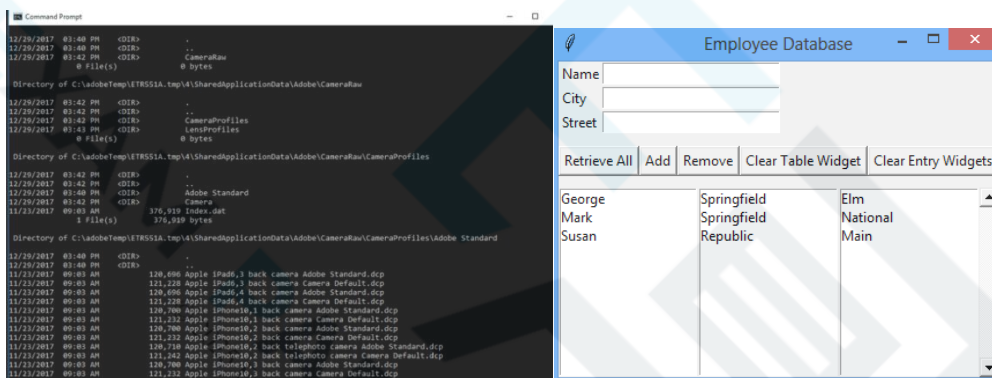 Command Prompt
12/29/2017 03:40 PM <DIR> .
12/29/2017 03:40 PM <DIR> ..
12/29/2017 03:42 PM <DIR> CameraRaw
0 File(s) 0 bytes
Directory of C:\adobeTemp\ETR551A.tmp\4\SharedApplicationData\Adobe\CameraRaw
12/29/2017 03:42 PM <DIR> .
12/29/2017 03:42 PM <DIR> ..
12/29/2017 03:42 PM <DIR> CameraProfiles
12/29/2017 03:43 PM <DIR> LensProfiles
0 File(s) 0 bytes
Directory of C:\adobeTemp\ETR551A.tmp\4\SharedApplicationData\Adobe\CameraRaw\CameraProfiles
12/29/2017 03:42 PM <DIR> .
12/29/2017 03:42 PM <DIR> ..
12/29/2017 03:40 PM <DIR> Adobe Standard
12/29/2017 03:42 PM <DIR> Camera
11/23/2017 09:03 AM 376,919 Index.dat
1 File(s) 376,919 bytes
Directory of C:\adobeTemp\ETR551A.tmp\4\SharedApplicationData\Adobe\CameraRaw\CameraProfiles\Adobe Standard
12/29/2017 03:40 PM <DIR> .
12/29/2017 03:40 PM <DIR> ..
11/23/2017 09:03 AM 120,696 Apple iPad6,3 back camera Adobe Standard.dcp
11/23/2017 09:03 AM 121,228 Apple iPad6,3 back camera Camera Default.dcp
11/23/2017 09:03 AM 120,696 Apple iPad6,4 back camera Adobe Standard.dcp
11/23/2017 09:03 AM 121,228 Apple iPad6,4 back camera Camera Default.dcp
11/23/2017 09:03 AM 120,700 Apple iPhone10,1 back camera Adobe Standard.dcp
11/23/2017 09:03 AM 121,232 Apple iPhone10,1 back camera Camera Default.dcp
11/23/2017 09:03 AM 120,700 Apple iPhone10,2 back camera Adobe Standard.dcp
11/23/2017 09:03 AM 121,232 Apple iPhone10,2 back camera Camera Default.dcp
11/23/2017 09:03 AM 120,710 Apple iPhone10,2 back telephoto camera Adobe Standard.dcp
11/23/2017 09:03 AM 121,242 Apple iPhone10,2 back telephoto camera Camera Default.dcp
11/23/2017 09:03 AM 120,700 Apple iPhone10,3 back camera Adobe Standard.dcp
11/23/2017 09:03 AM 121,232 Apple iPhone10,3 back camera Camera Default.dcp
Employee Database
Name
City
Street
Retrieve All Add Remove Clear Table Widget Clear Entry Widgets
George Springfield Elm
Mark Springfield National
Susan Republic Main